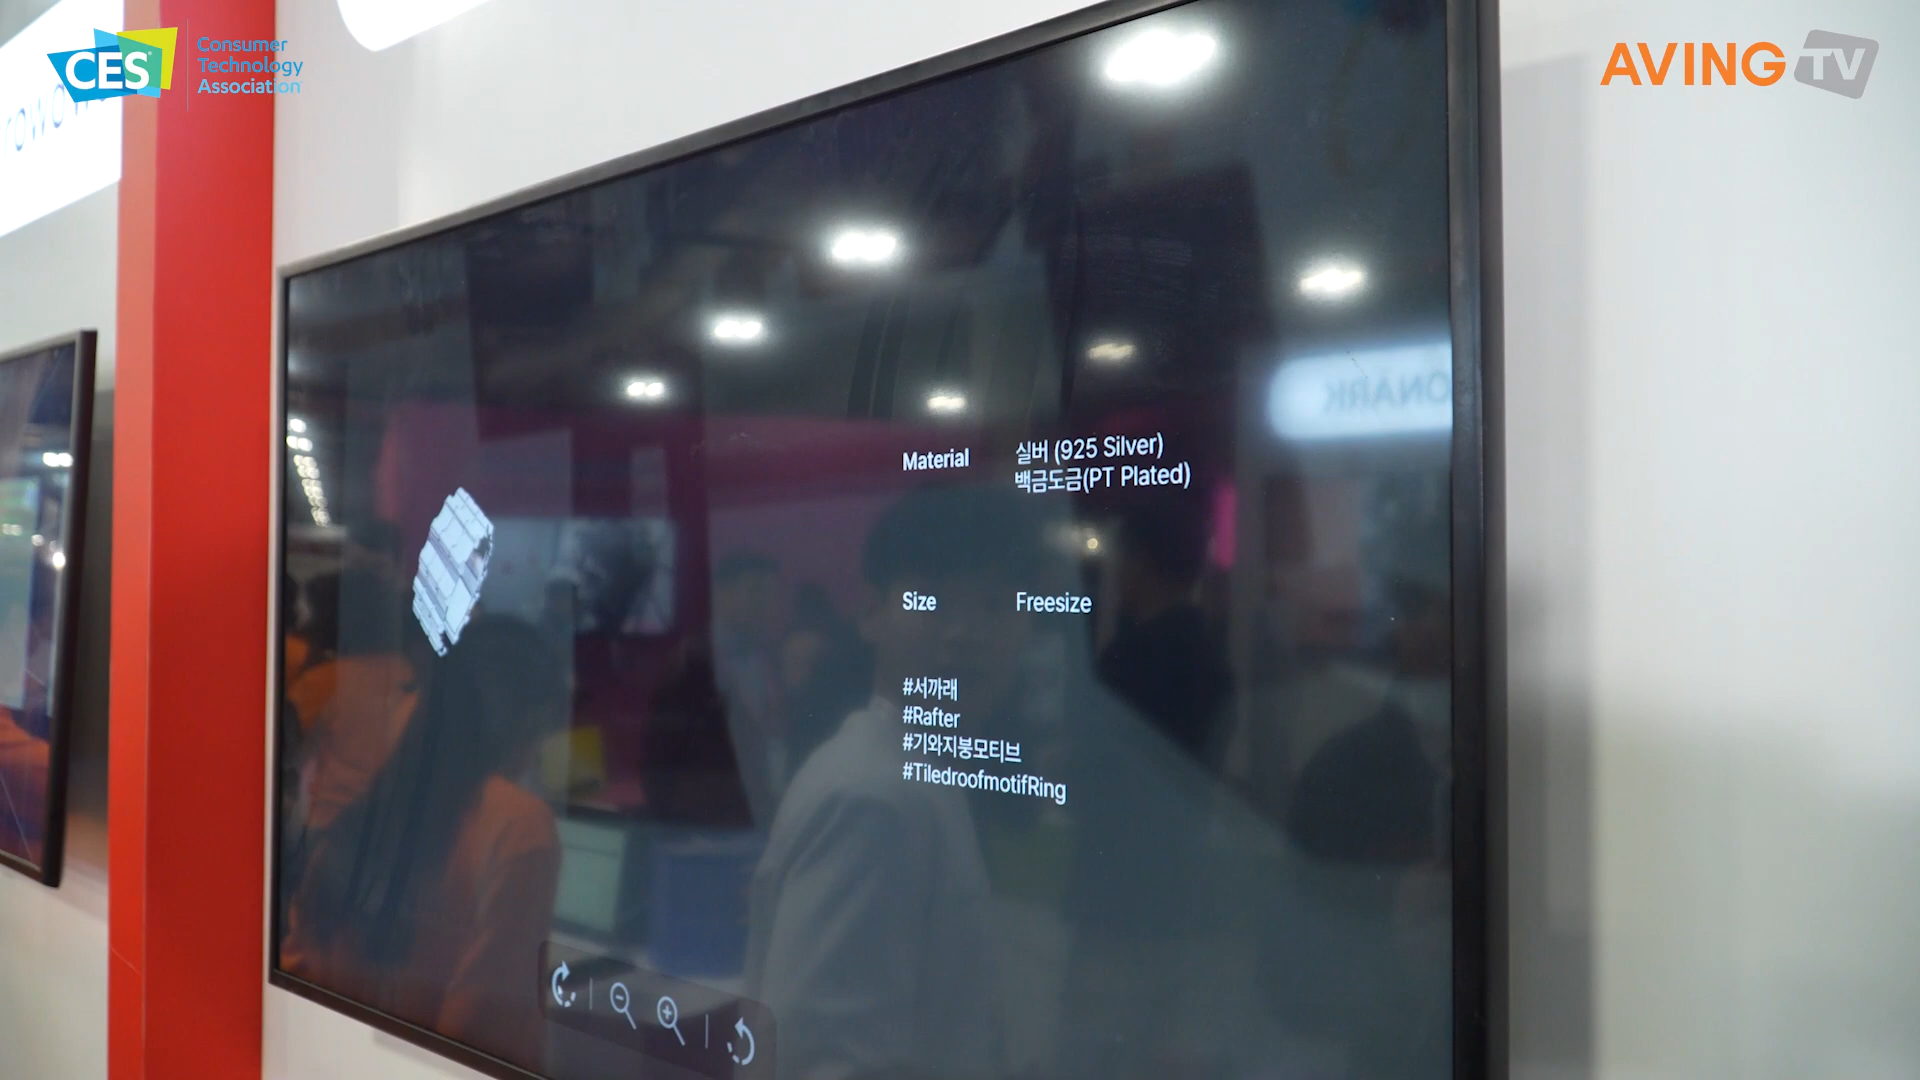 CES
Consumer
Technology
Association
AVING TV
Material
실버 (925 Silver)
백금도금(PT Plated)
Size
Freesize
#서까래
#Rafter
#기와지붕모티브
#TiledroofmotifRing